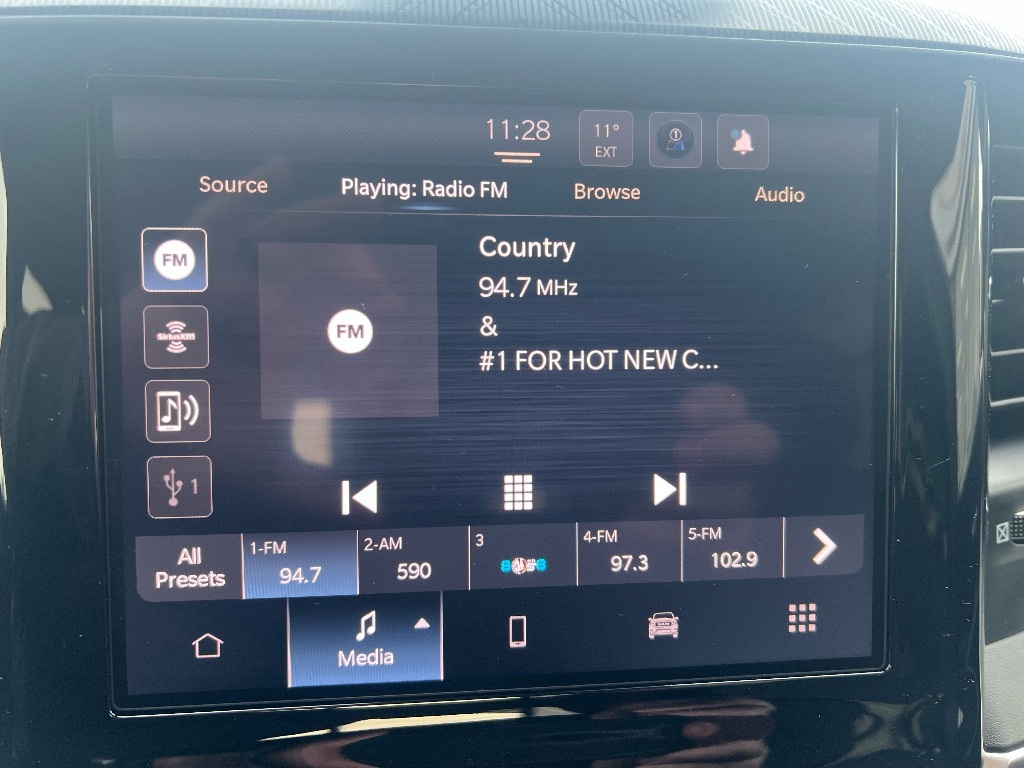 11:28
11°
EXT
1
Source
Playing: Radio FM
Browse
Audio
FM
SiriusXM
1
FM
Country
94.7 MHz
&
#1 FOR HOT NEW C...
All
Presets
1-FM
94.7
2-AM
590
3
4-FM
97.3
5-FM
102.9
Media